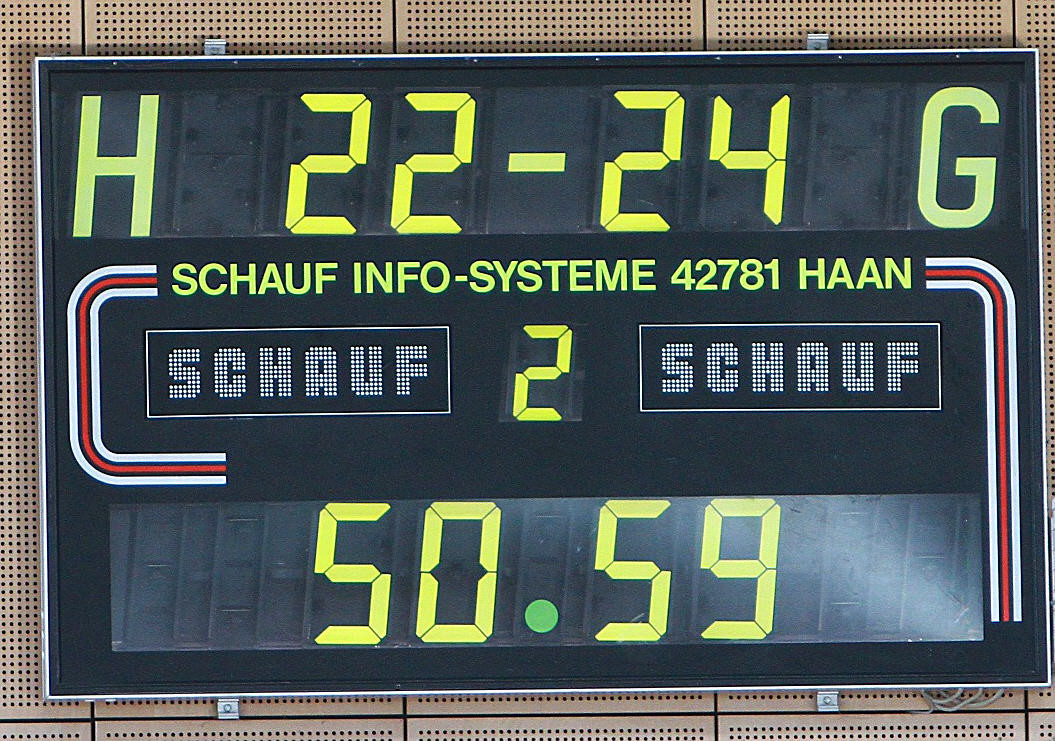 H 22-24 G
SCHAUF INFO-SYSTEME 42781 HAAN
SCHAUF 2 SCHAUF
50.59